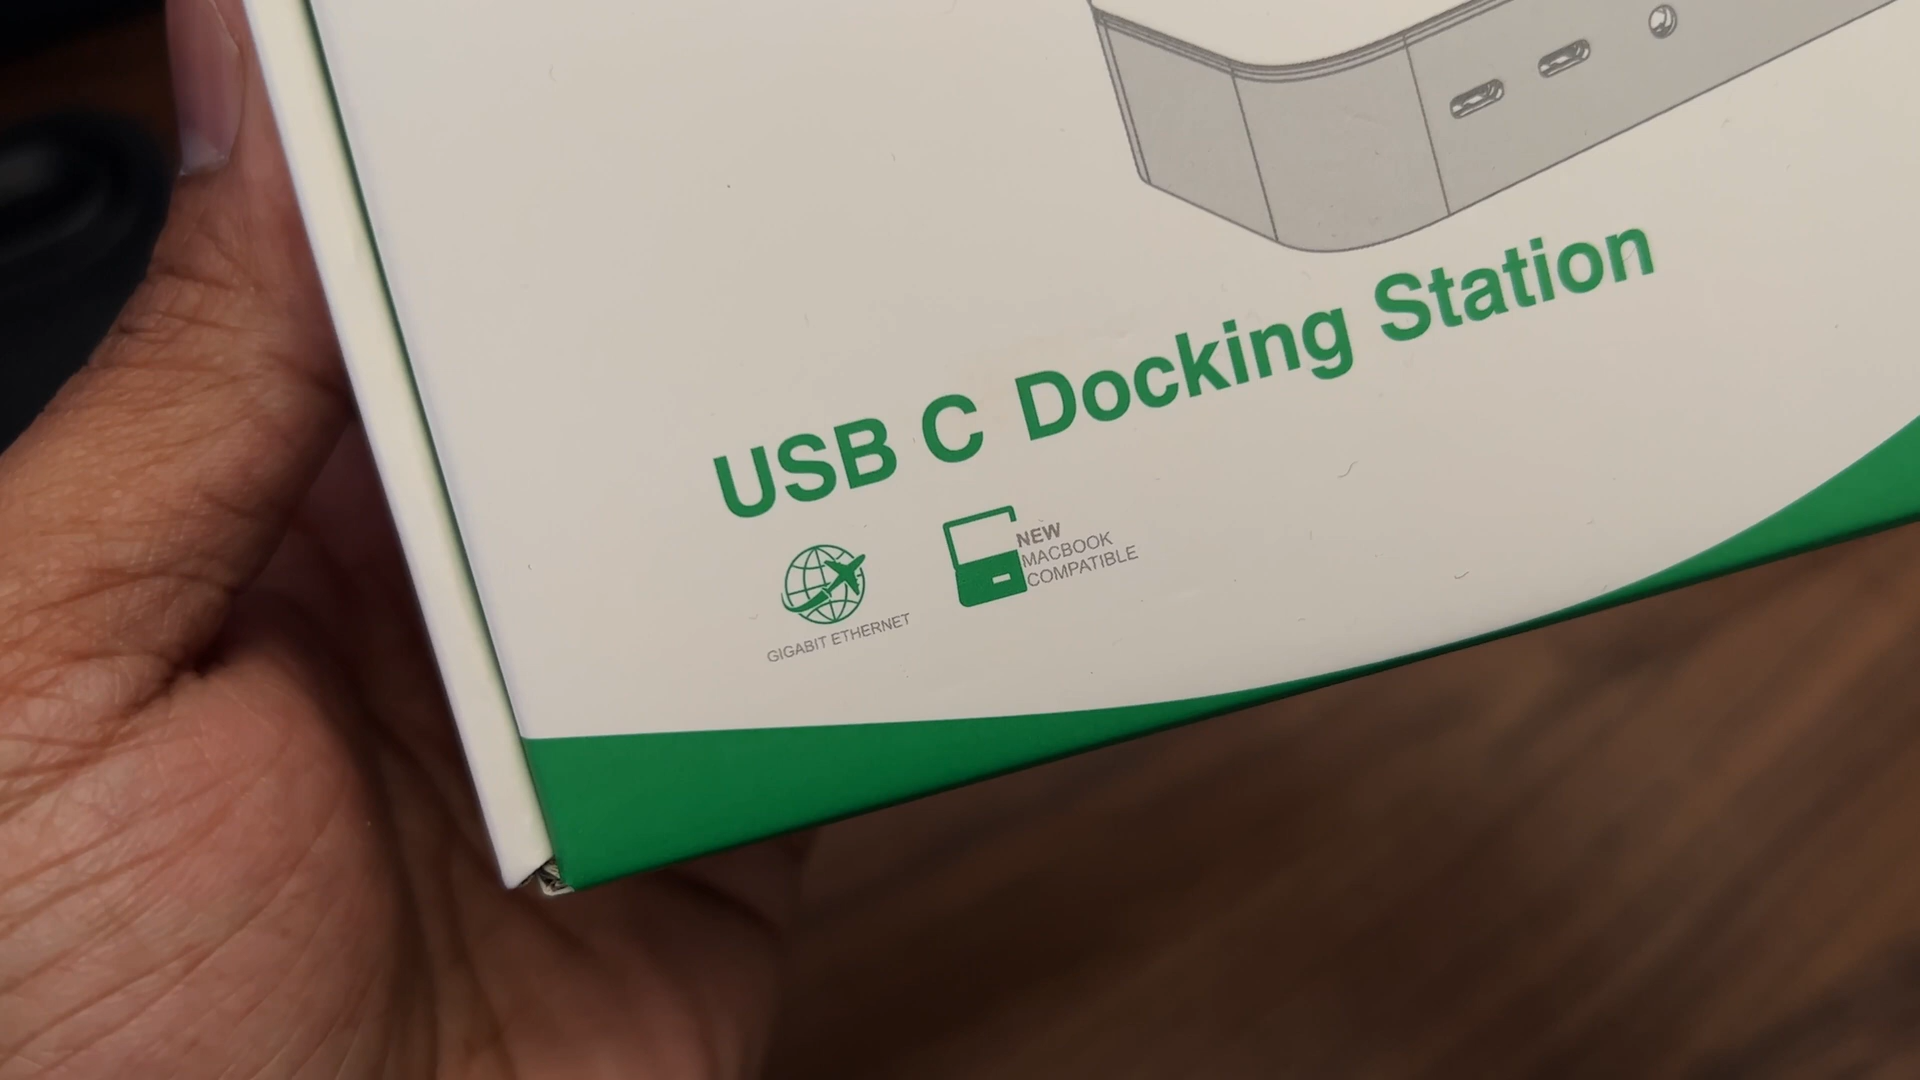 USB C Docking Station
GIGABIT ETHERNET
NEW
MACBOOK
COMPATIBLE